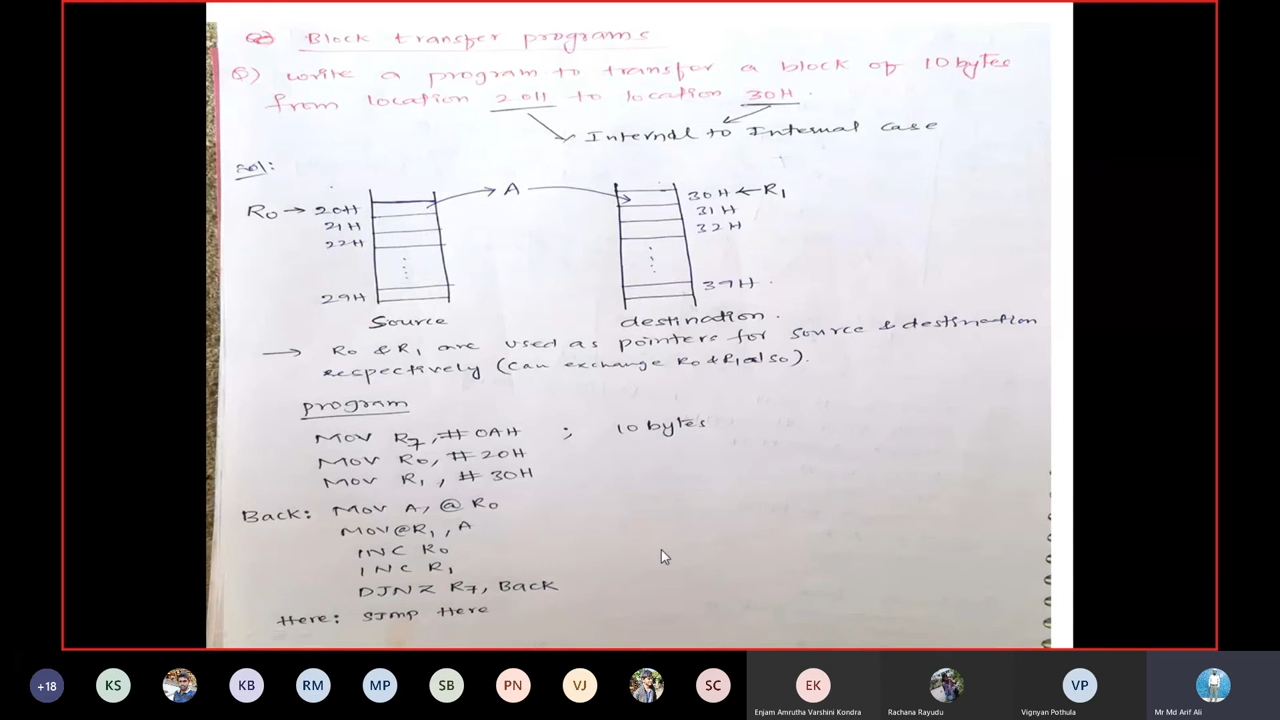 Q) Block transfer programs
Q) write a program to transfer a block of 10 bytes
from location 20H to location 30H.
Internal to Internal case
Sol:
R0 → 20H
21H
22H
29H
Source
A
30H ← R1
31H
32H
39H.
destination.
→ R0 & R1 are used as pointers for source & destination
respectively (can exchange R0 & R1 also).
program
MOV R7, #0AH ; 10 bytes
MOV R0, #20H
MOV R1, #30H
Back: MOV A, @R0
MOV @R1, A
INC R0
INC R1
DJNZ R7, Back
Here: SJmp Here
+18
KS
KB
RM
MP
SB
PN
VJ
SC
EK
VP
Enjam Amrutha Varshini Kondra
Rachana Rayudu
Vignyan Pothula
Mr Md Arif Ali